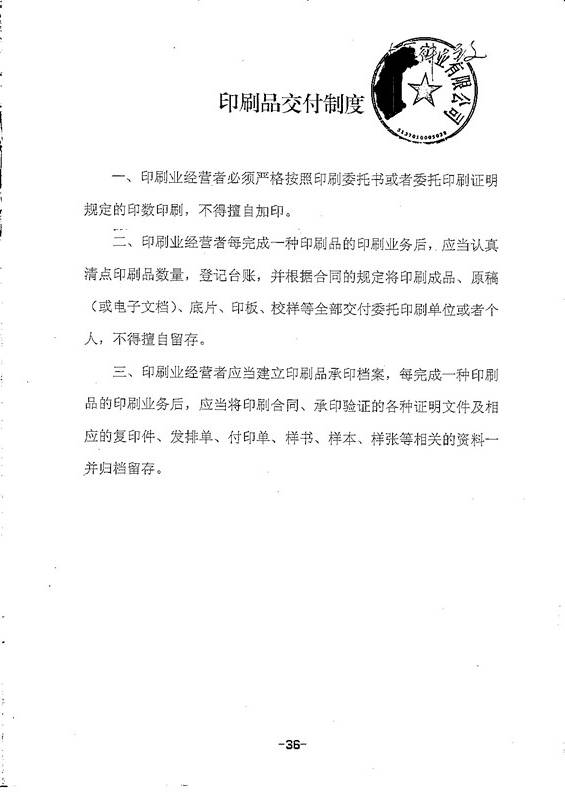 印刷品交付制度
业有限公司
一、印刷业经营者必须严格按照印刷委托书或者委托印刷证明
规定的印数印刷，不得擅自加印。
二、印刷业经营者每完成一种印刷品的印刷业务后，应当认真
清点印刷品数量，登记台账，并根据合同的规定将印刷成品、原稿
（或电子文档）、底片、印板、校样等全部交付委托印刷单位或者个
人，不得擅自留存。
三、印刷业经营者应当建立印刷品承印档案，每完成一种印刷
品的印刷业务后，应当将印刷合同、承印验证的各种证明文件及相
应的复印件、发排单、付印单、样书、样本、样张等相关的资料一
并归档留存。
-36-